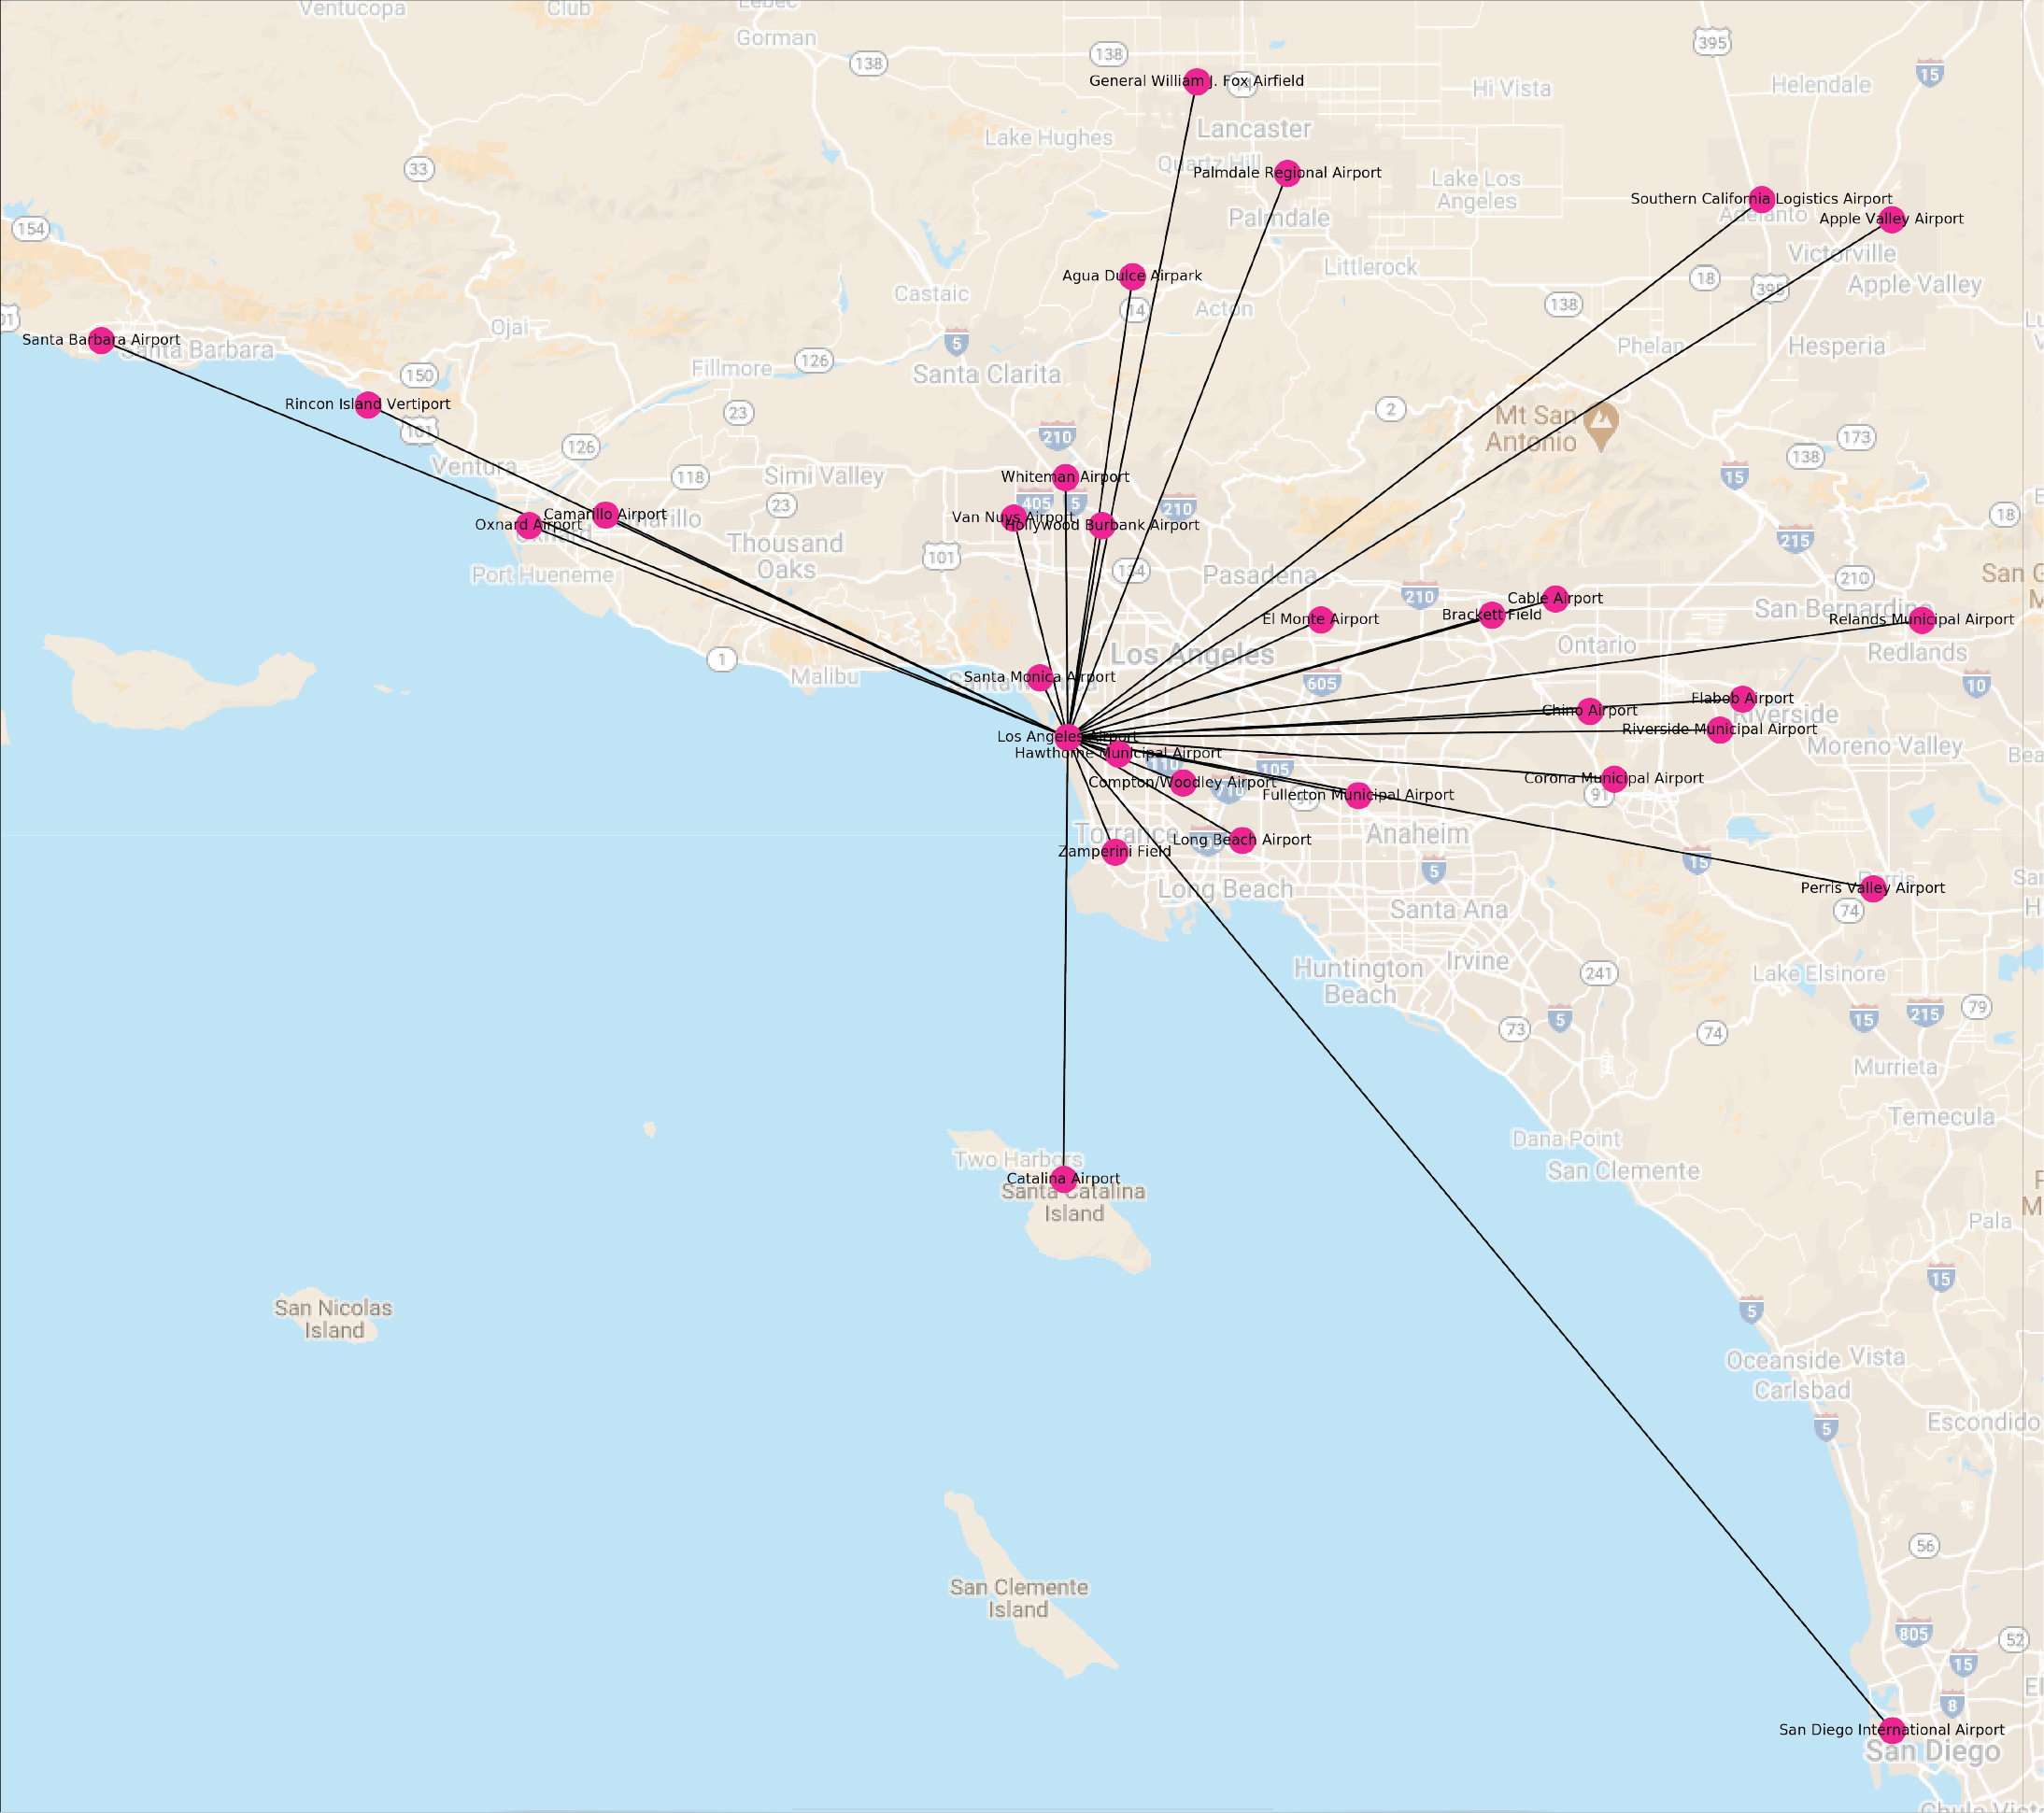 Ventucopa
Club
Lebec
Gorman
138
138
395
15
General William J. Fox Airfield
Hi Vista
Helendale
Lancaster
Lake Hughes
Quartz Hill
33
Palmdale Regional Airport
Lake Los
Angeles
Southern California Logistics Airport
Adelanto
Apple Valley Airport
154
Palmdale
Victorville
Littlerock
Agua Dulce Airpark
18
395
Apple Valley
Castaic
14
Acton
138
01
Ojai
5
Santa Barbara Airport
Santa Barbara
Phelan
Hesperia
150
Fillmore
126
Santa Clarita
Rincon Island Vertiport
23
2
Mt San
Antonio
101
126
210
173
138
Ventura
118
Simi Valley
Whiteman Airport
15
23
405
5
210
Camarillo Airport
Van Nuys Airport
Oxnard Airport
Hollywood Burbank Airport
18
Thousand
Oaks
101
215
Port Hueneme
134
Pasadena
210
210
Cable Airport
Brackett Field
San Bernardino
El Monte Airport
Relands Municipal Airport
1
Los Angeles
Ontario
Redlands
Malibu
Santa Monica Airport
605
10
Flabob Airport
Chino Airport
Riverside
Los Angeles Airport
Riverside Municipal Airport
Hawthorne Municipal Airport
Moreno Valley
110
105
Compton/Woodley Airport
710
Corona Municipal Airport
Fullerton Municipal Airport
91
91
Torrance
Long Beach Airport
Anaheim
Zamperini Field
5
15
Long Beach
Perris Valley Airport
Perris
Santa Ana
74
Huntington
Beach
Irvine
241
Lake Elsinore
73
5
74
15
215
79
Murrieta
Temecula
Dana Point
Two Harbors
San Clemente
Catalina Airport
Santa Catalina
Island
Pala
15
San Nicolas
Island
5
Oceanside
Vista
Carlsbad
5
Escondido
56
San Clemente
Island
805
52
15
8
San Diego International Airport
San Diego